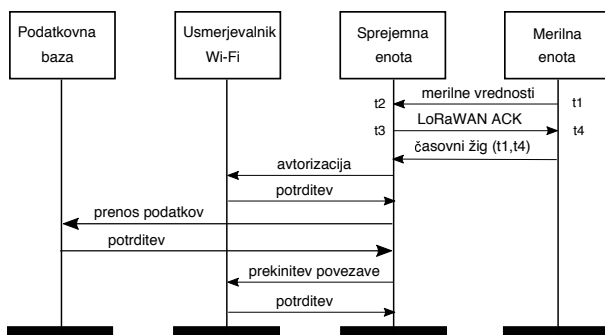 Podatkovna
baza
Usmerjevalnik
Wi-Fi
Sprejemna
enota
Merilna
enota
t2 merilne vrednosti t1
t3 LoRaWAN ACK t4
časovni žig (t1,t4)
avtorizacija
potrditev
prenos podatkov
potrditev
prekinitev povezave
potrditev